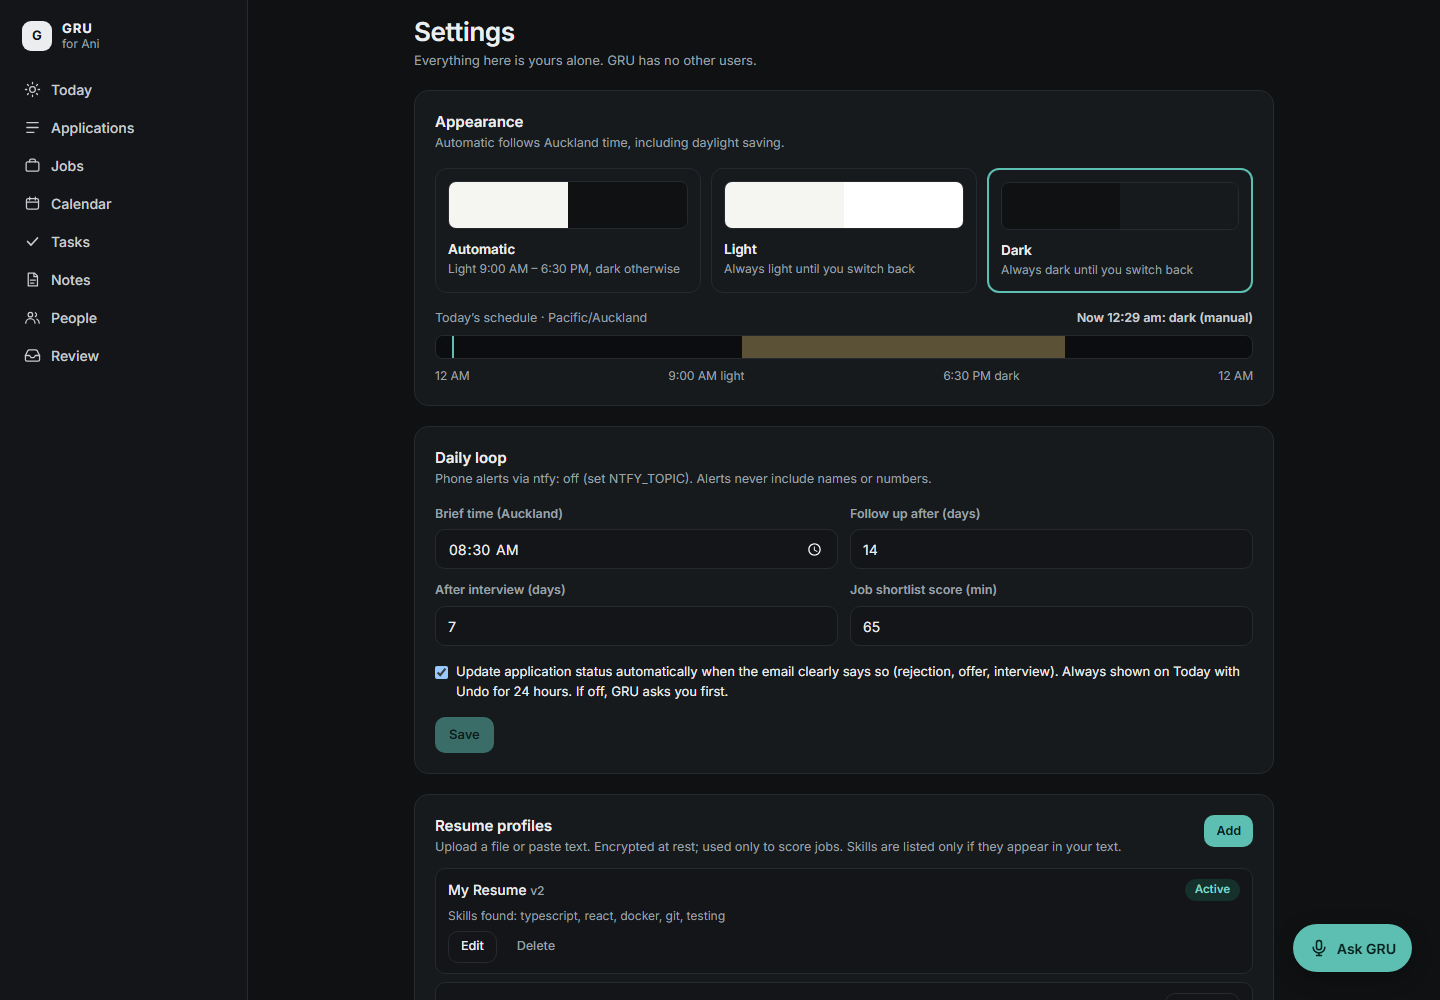 G
GRU
for Ani
Today
Applications
Jobs
Calendar
Tasks
Notes
People
Review
Settings
Everything here is yours alone. GRU has no other users.
Appearance
Automatic follows Auckland time, including daylight saving.
Automatic
Light 9:00 AM – 6:30 PM, dark otherwise
Light
Always light until you switch back
Dark
Always dark until you switch back
Today’s schedule · Pacific/Auckland
Now 12:29 am: dark (manual)
12 AM
9:00 AM light
6:30 PM dark
12 AM
Daily loop
Phone alerts via ntfy: off (set NTFY_TOPIC). Alerts never include names or numbers.
Brief time (Auckland)
Follow up after (days)
08:30 AM
14
After interview (days)
Job shortlist score (min)
7
65
Update application status automatically when the email clearly says so (rejection, offer, interview). Always shown on Today with
Undo for 24 hours. If off, GRU asks you first.
Save
Resume profiles
Add
Upload a file or paste text. Encrypted at rest; used only to score jobs. Skills are listed only if they appear in your text.
My Resume v2
Active
Skills found: typescript, react, docker, git, testing
Edit
Delete
Ask GRU